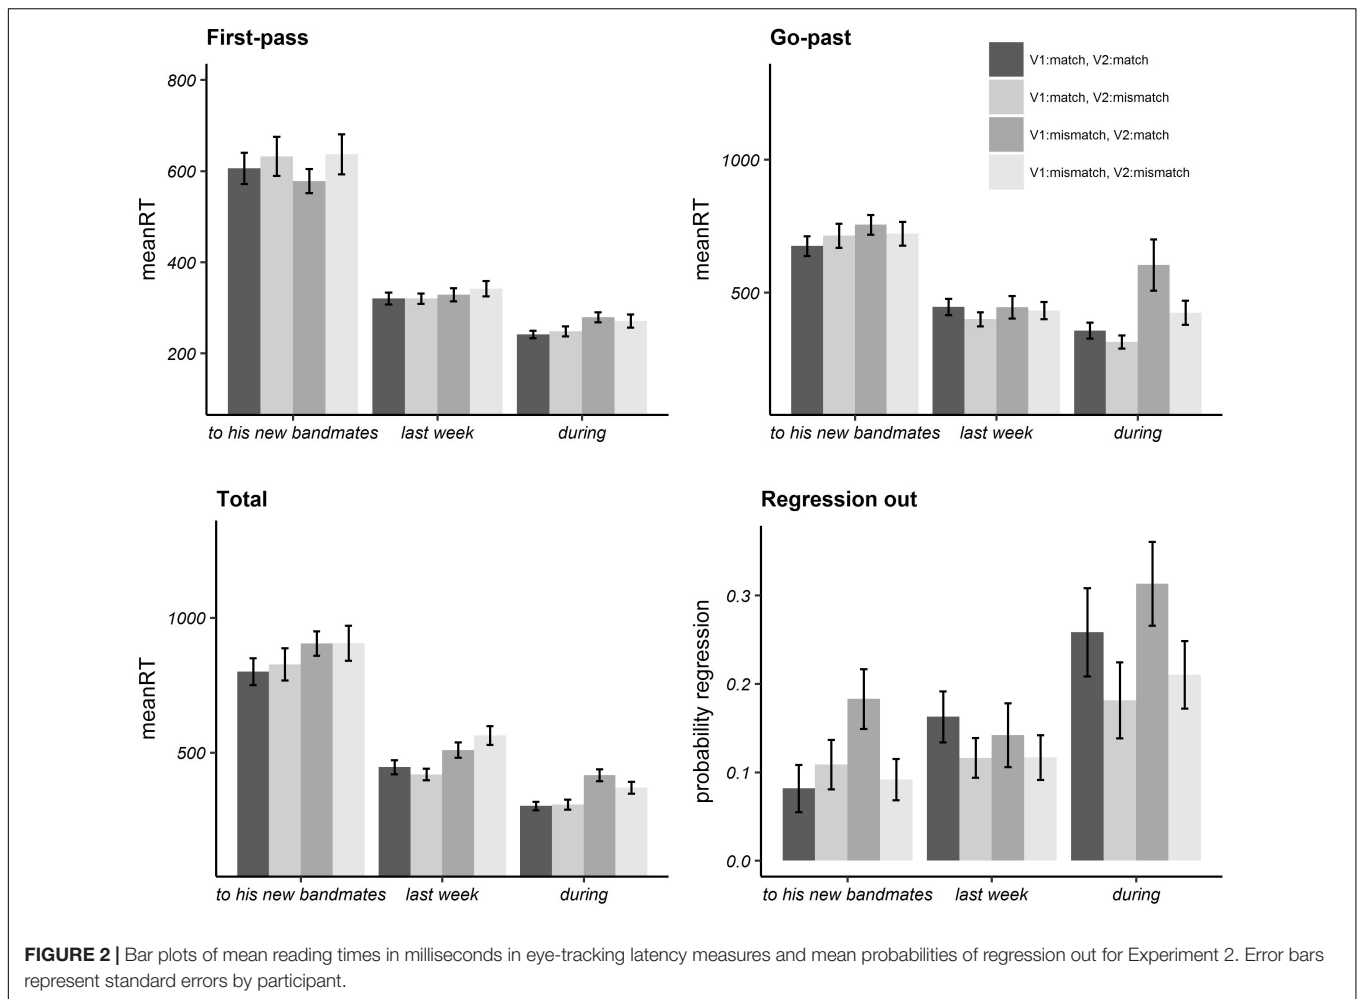 First-pass
800
600
400
200
meanRT
to his new bandmates last week during
Go-past
V1:match, V2:match
V1:match, V2:mismatch
V1:mismatch, V2:match
V1:mismatch, V2:mismatch
1000
500
meanRT
to his new bandmates last week during
Total
1000
500
meanRT
to his new bandmates last week during
Regression out
0.3
0.2
0.1
0.0
probability regression
to his new bandmates last week during
FIGURE 2 | Bar plots of mean reading times in milliseconds in eye-tracking latency measures and mean probabilities of regression out for Experiment 2. Error bars
represent standard errors by participant.